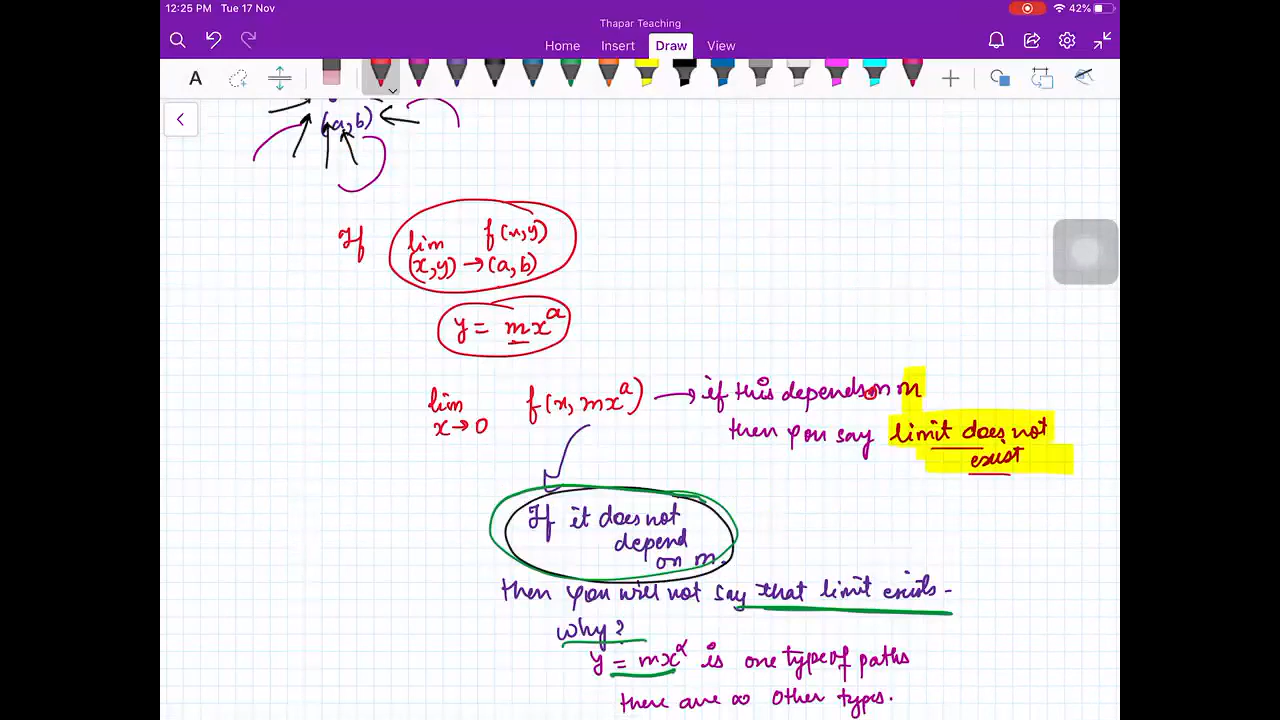 12:25 PM Tue 17 Nov
42%
Thapar Teaching
Home Insert Draw View
A
(a,b)
If lim f(x,y)
(x,y) → (a,b)
y = mx^α
lim f(x, mx^α) → if this depends on m
x → 0
then you say limit does not
exist
If it does not
depend
on m.
then you will not say that limit exists -
why?
y = mx^α is one type of paths
there are ∞ other types.